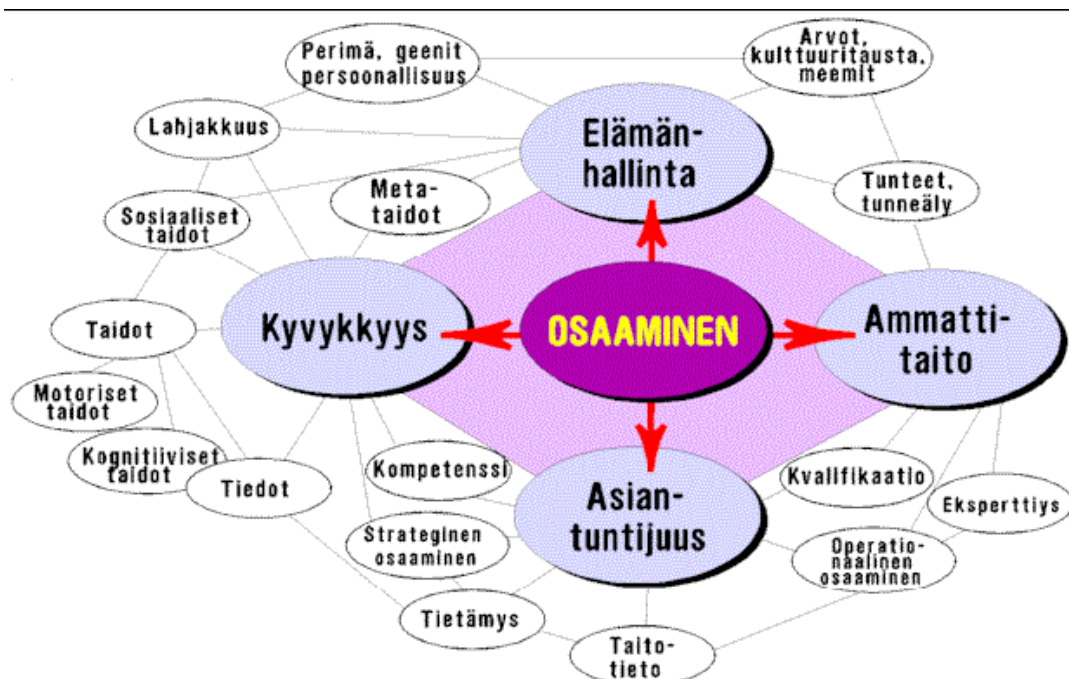 Perimä, geenit
persoonallisuus
Arvot,
kulttuuritausta,
meemit
Lahjakkuus
Elämän-
hallinta
Meta-
taidot
Tunteet,
tunneäly
Sosiaaliset
taidot
Taidot
Kyvykkyys
OSAAMINEN
Ammatti-
taito
Motoriset
taidot
Kognitiiviset
taidot
Tiedot
Kompetenssi
Asian-
tuntijuus
Kvallfikaatio
Eksperttiys
Strateginen
osaaminen
Operatio-
naalinen
osaaminen
Tietämys
Taito-
tieto